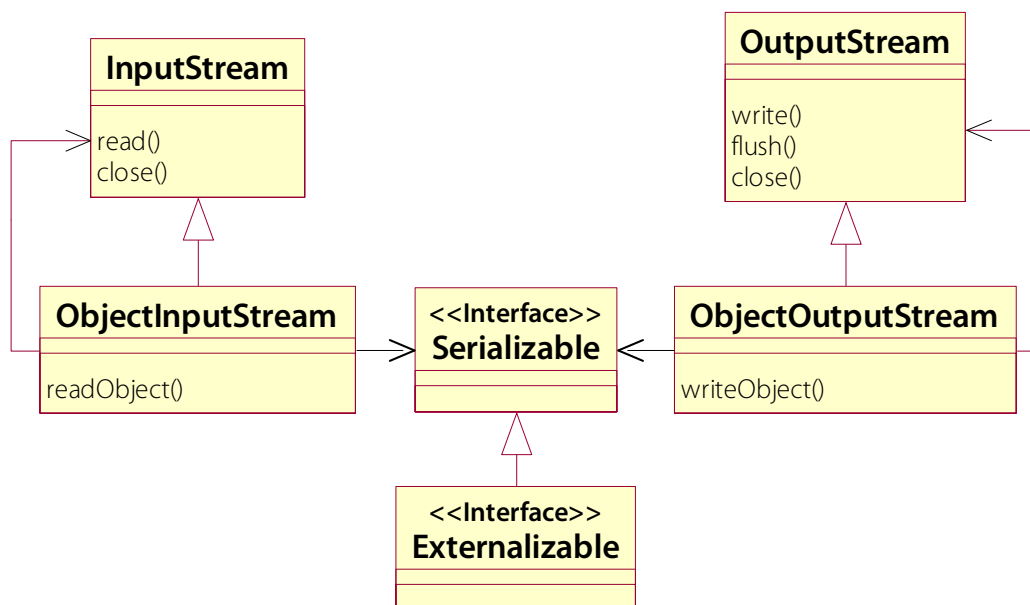 InputStream
read()
close()
OutputStream
write()
flush()
close()
ObjectInputStream
readObject()
<<Interface>>
Serializable
ObjectOutputStream
writeObject()
<<Interface>>
Externalizable